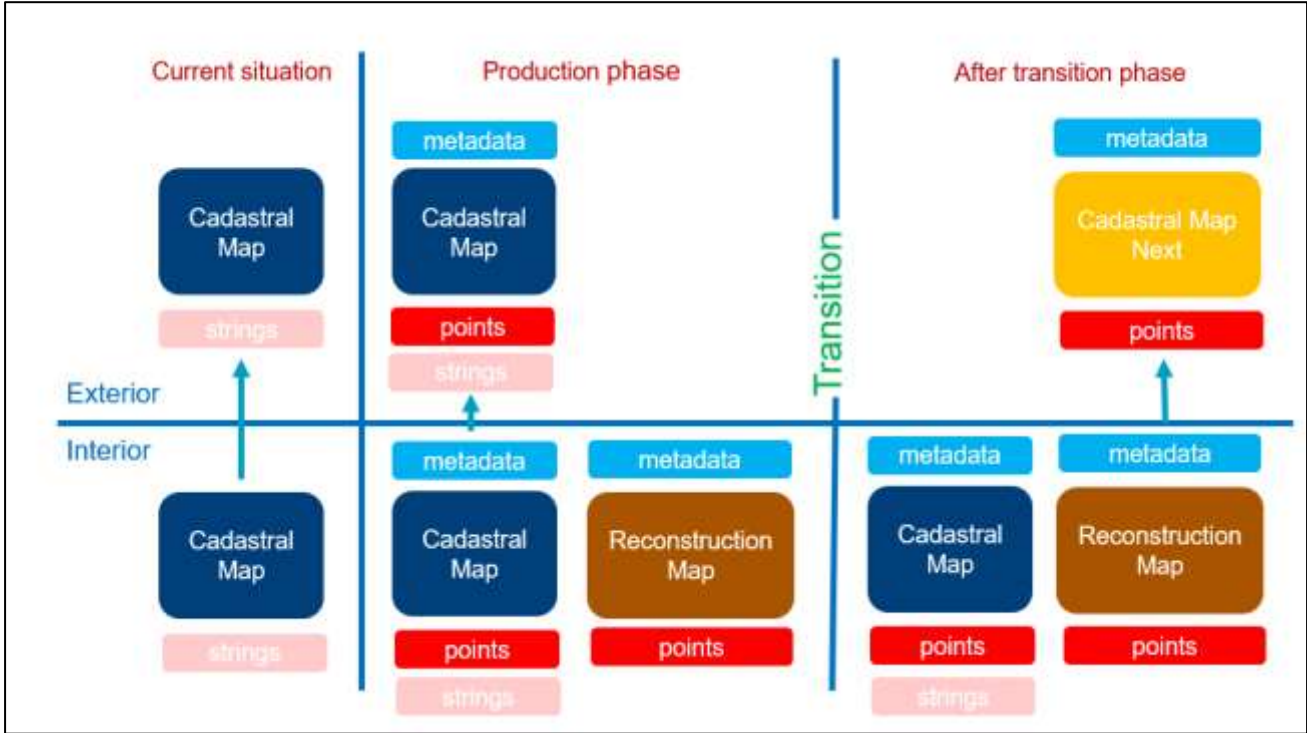 Current situation
Production phase
After transition phase
metadata
metadata
Cadastral
Map
Cadastral
Map
Cadastral Map
Next
strings
points
points
strings
Transition
Exterior
Interior
metadata
metadata
metadata
metadata
Cadastral
Map
Cadastral
Map
Reconstruction
Map
Cadastral
Map
Reconstruction
Map
strings
points
points
points
points
strings
strings